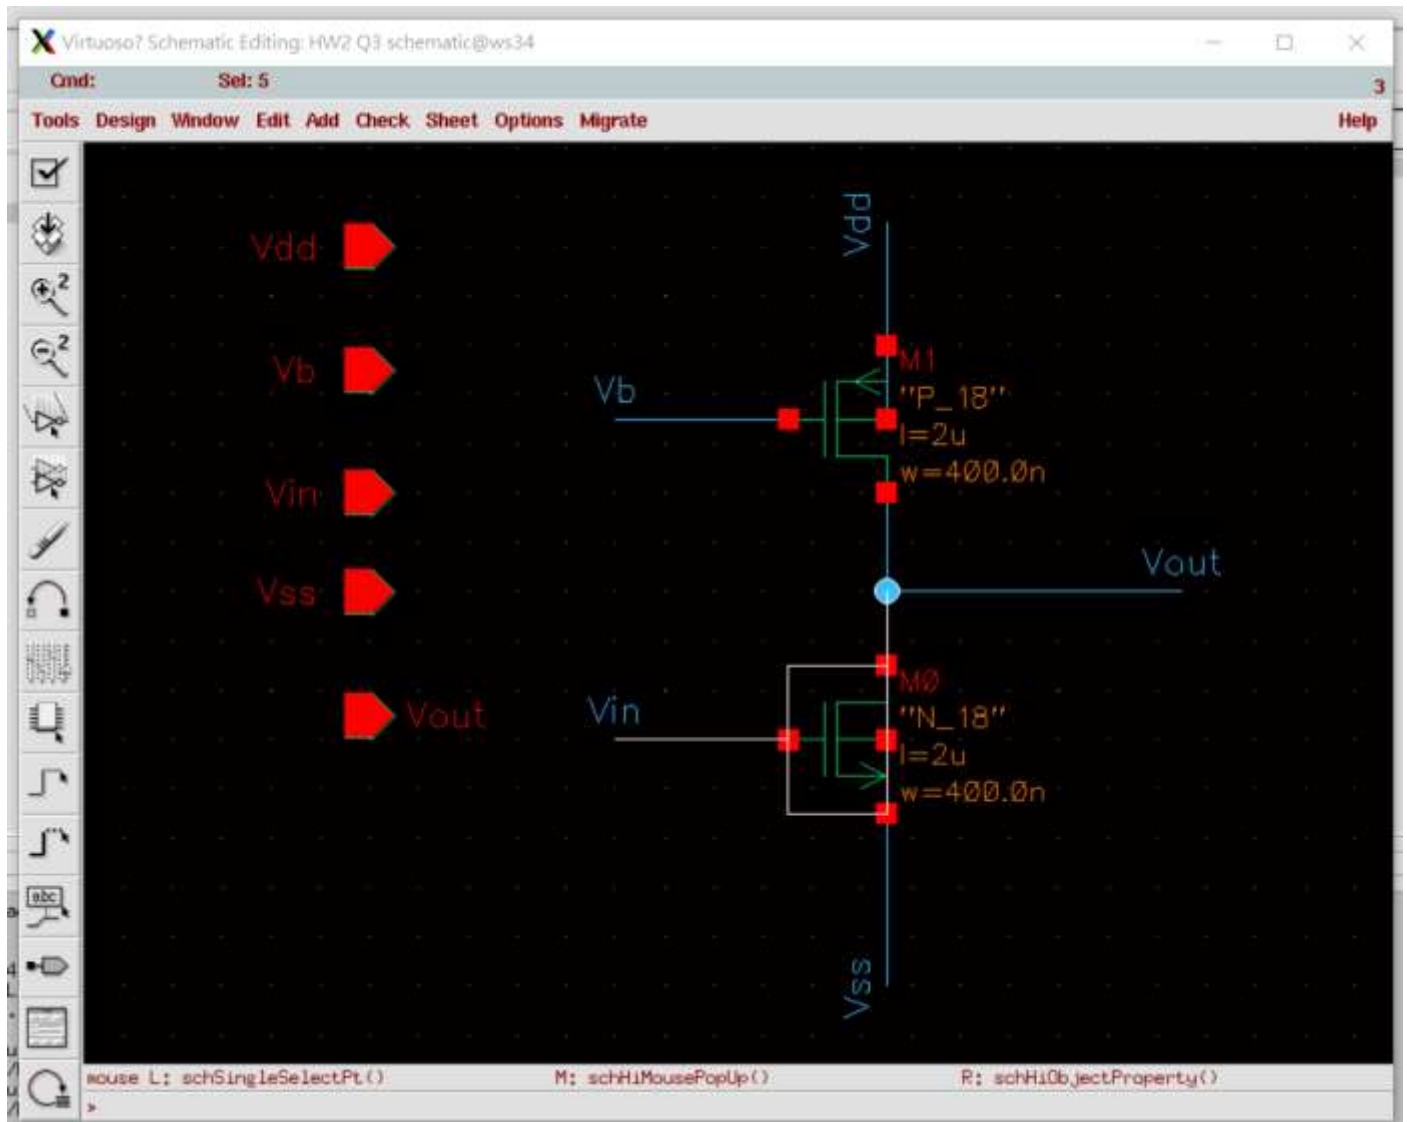 Virtuoso? Schematic Editing: HW2 Q3 schematic@ws34
Cmd: Sel: 5 3
Tools Design Window Edit Add Check Sheet Options Migrate Help
Vdd
Vb
Vin
Vss
Vout
Vdd
Vb
M1
"P_18"
l=2u
w=400.0n
Vout
Vin
M0
"N_18"
l=2u
w=400.0n
Vss
2
2
abc
mouse L: schSingleSelectPt() M: schHiMousePopUp() R: schHiObjectProperty()
>